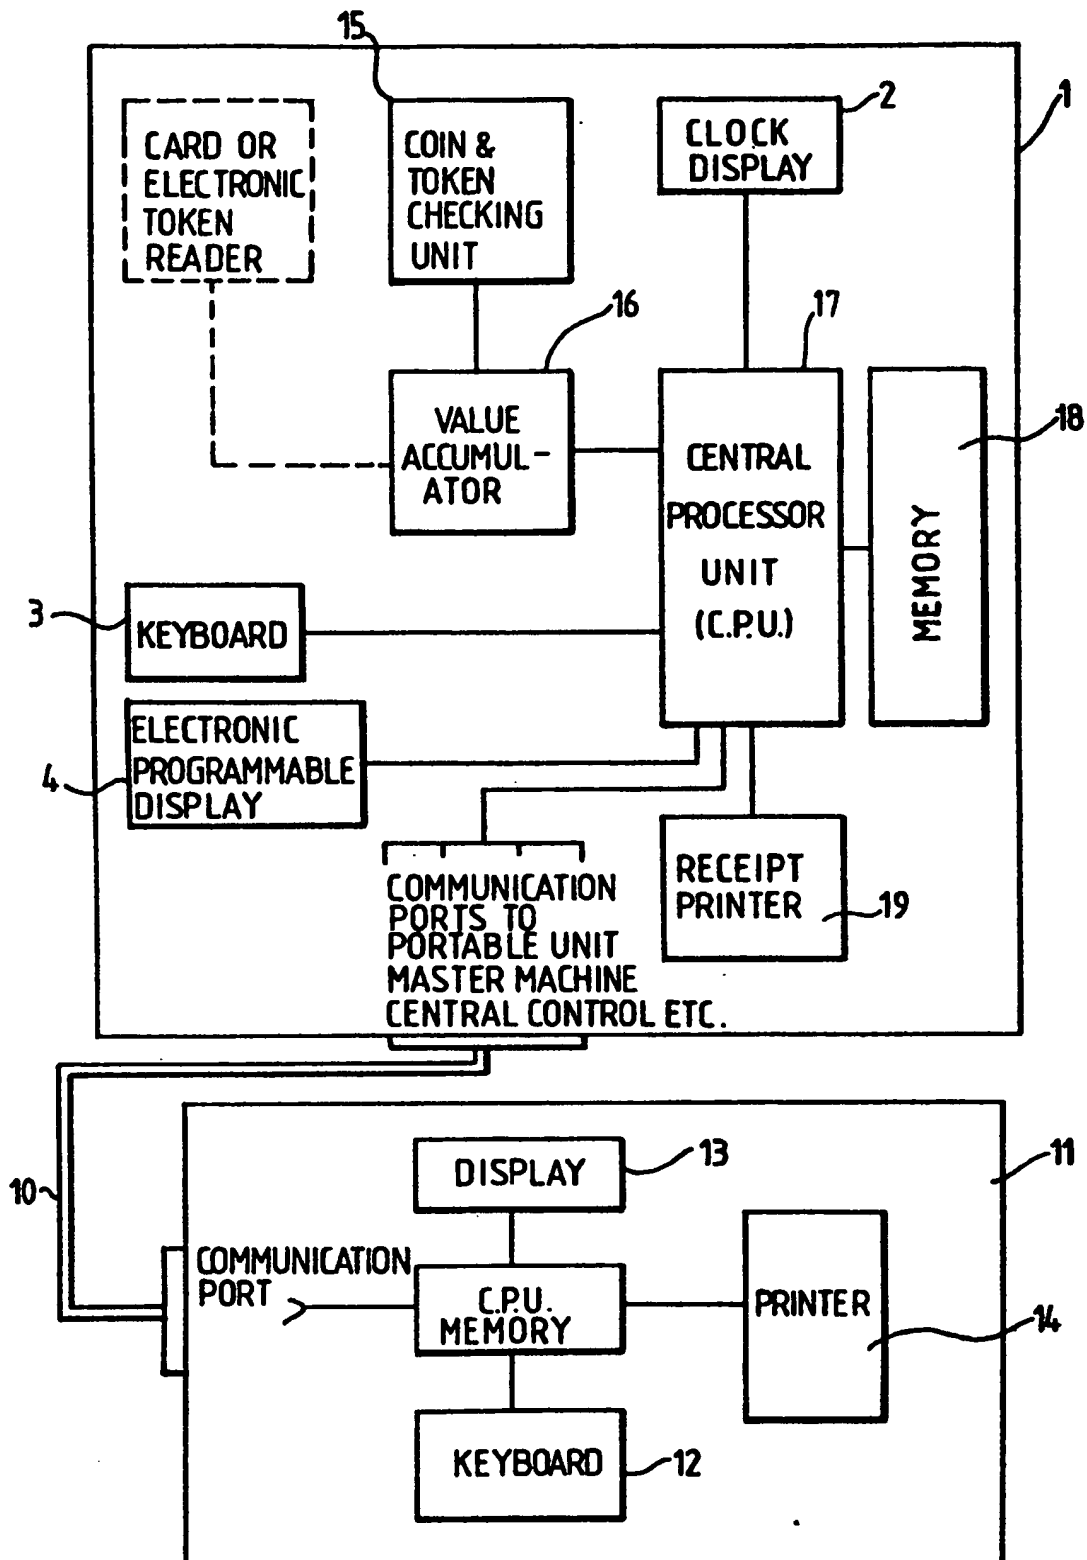 15
2
1
CARD OR
ELECTRONIC
TOKEN
READER
COIN &
TOKEN
CHECKING
UNIT
CLOCK
DISPLAY
16
17
18
VALUE
ACCUMUL-
ATOR
CENTRAL
PROCESSOR
UNIT
(C.P.U.)
MEMORY
3
KEYBOARD
4
ELECTRONIC
PROGRAMMABLE
DISPLAY
RECEIPT
PRINTER
19
COMMUNICATION
PORTS TO
PORTABLE UNIT
MASTER MACHINE
CENTRAL CONTROL ETC.
10
11
DISPLAY
13
COMMUNICATION
PORT
C.P.U.
MEMORY
PRINTER
14
KEYBOARD
12